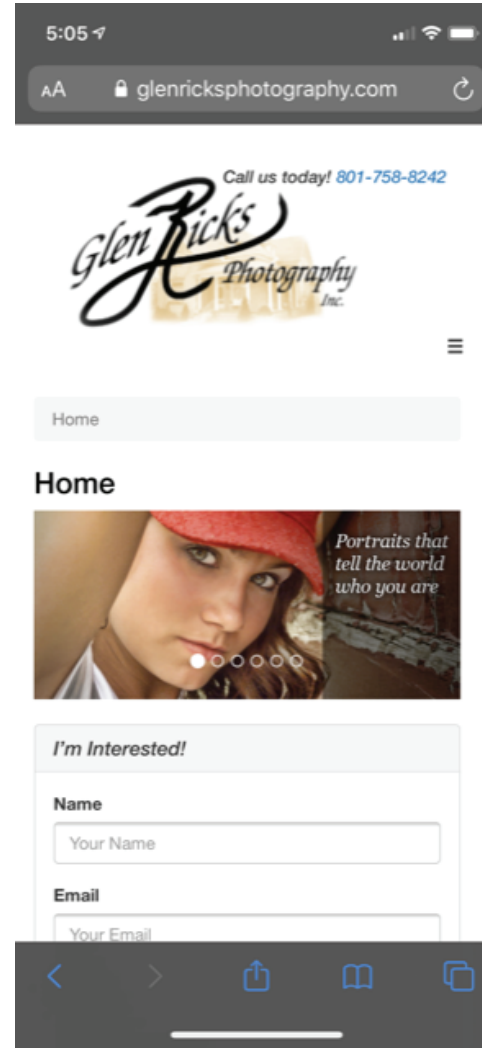 5:05
AA glenricksphotography.com
Call us today! 801-758-8242
Glen Ricks
Photography
Inc.
Home
Home
Portraits that
tell the world
who you are
I'm Interested!
Name
Your Name
Email
Your Email